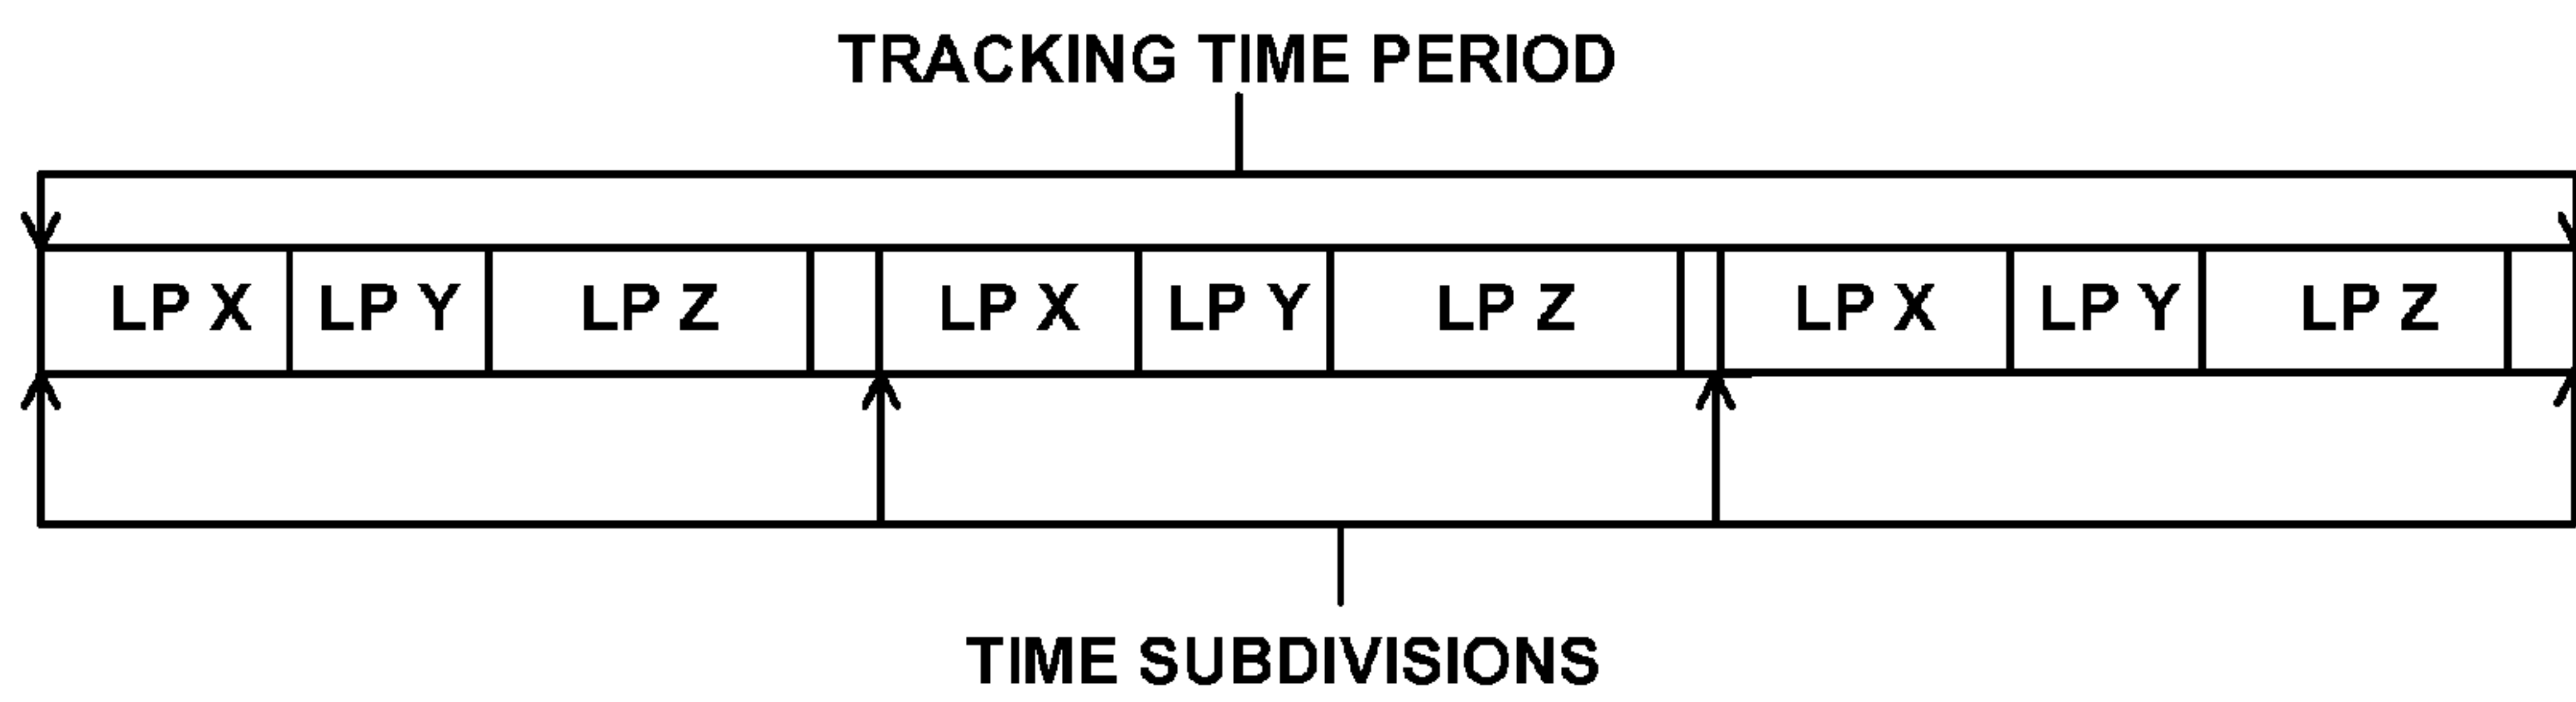 TRACKING TIME PERIOD
LP X LP Y LP Z LP X LP Y LP Z LP X LP Y LP Z
TIME SUBDIVISIONS